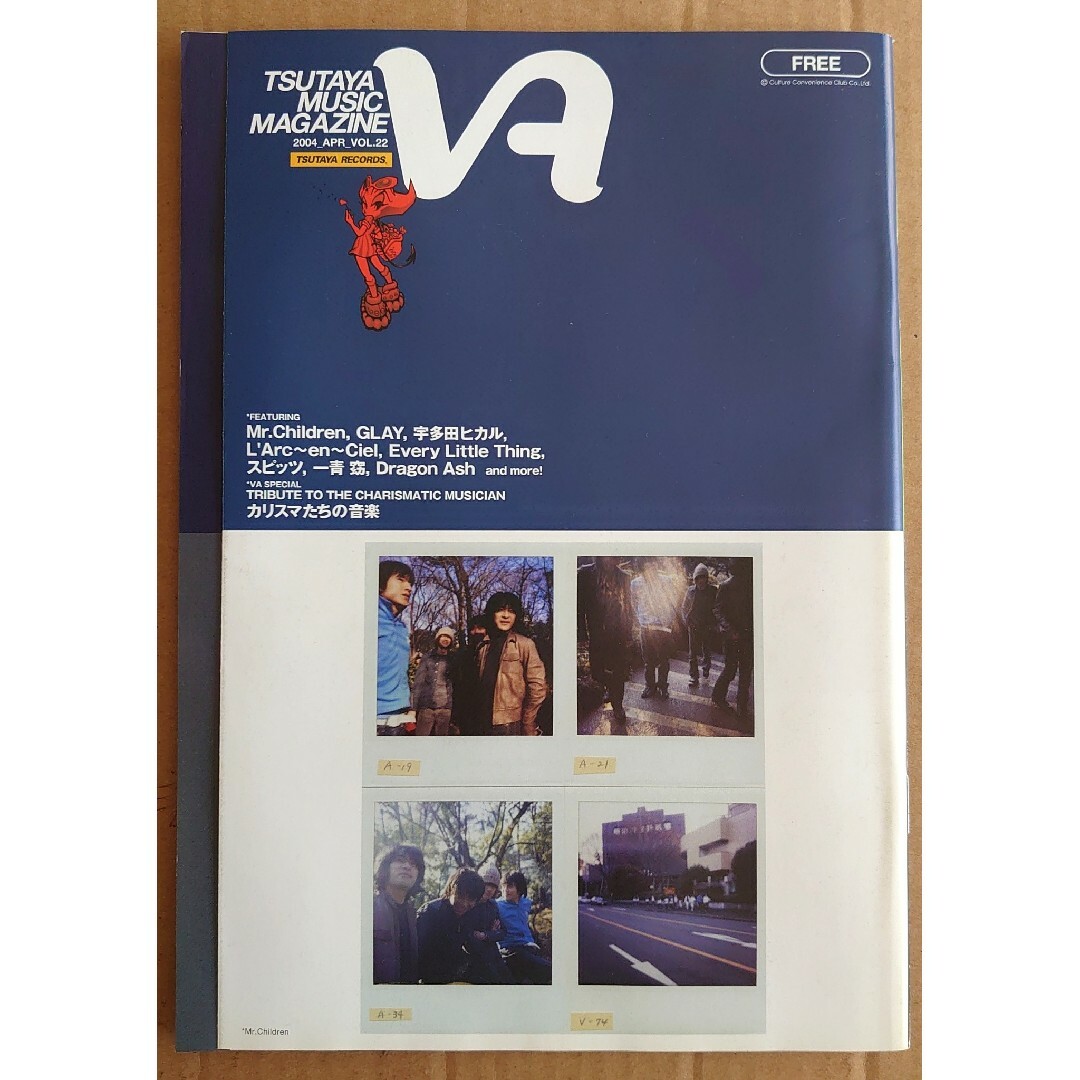 TSUTAYA
MUSIC
MAGAZINE
2004_APR_VOL.22
TSUTAYA RECORDS.
VA
FREE
© Culture Convenience Club Co.,Ltd.
*FEATURING
Mr.Children, GLAY, 宇多田ヒカル,
L'Arc～en～Ciel, Every Little Thing,
スピッツ, 一青 窈, Dragon Ash and more!
*VA SPECIAL
TRIBUTE TO THE CHARISMATIC MUSICIAN
カリスマたちの音楽
A-19
A-21
A-34
V-74
*Mr.Children